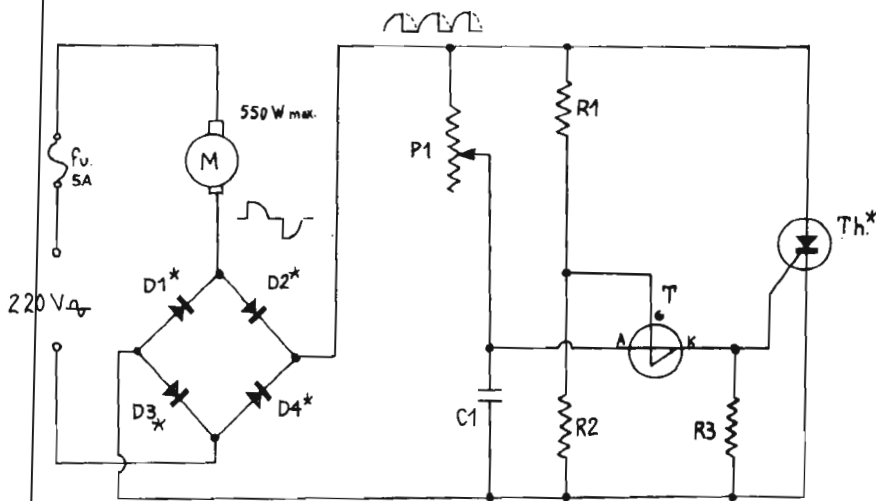 550 W max.
R1
P1
fu.
5A
M
Th.*
D1*
D2*
T
220 V
G
A
K
D3*
D4*
C1
R2
R3